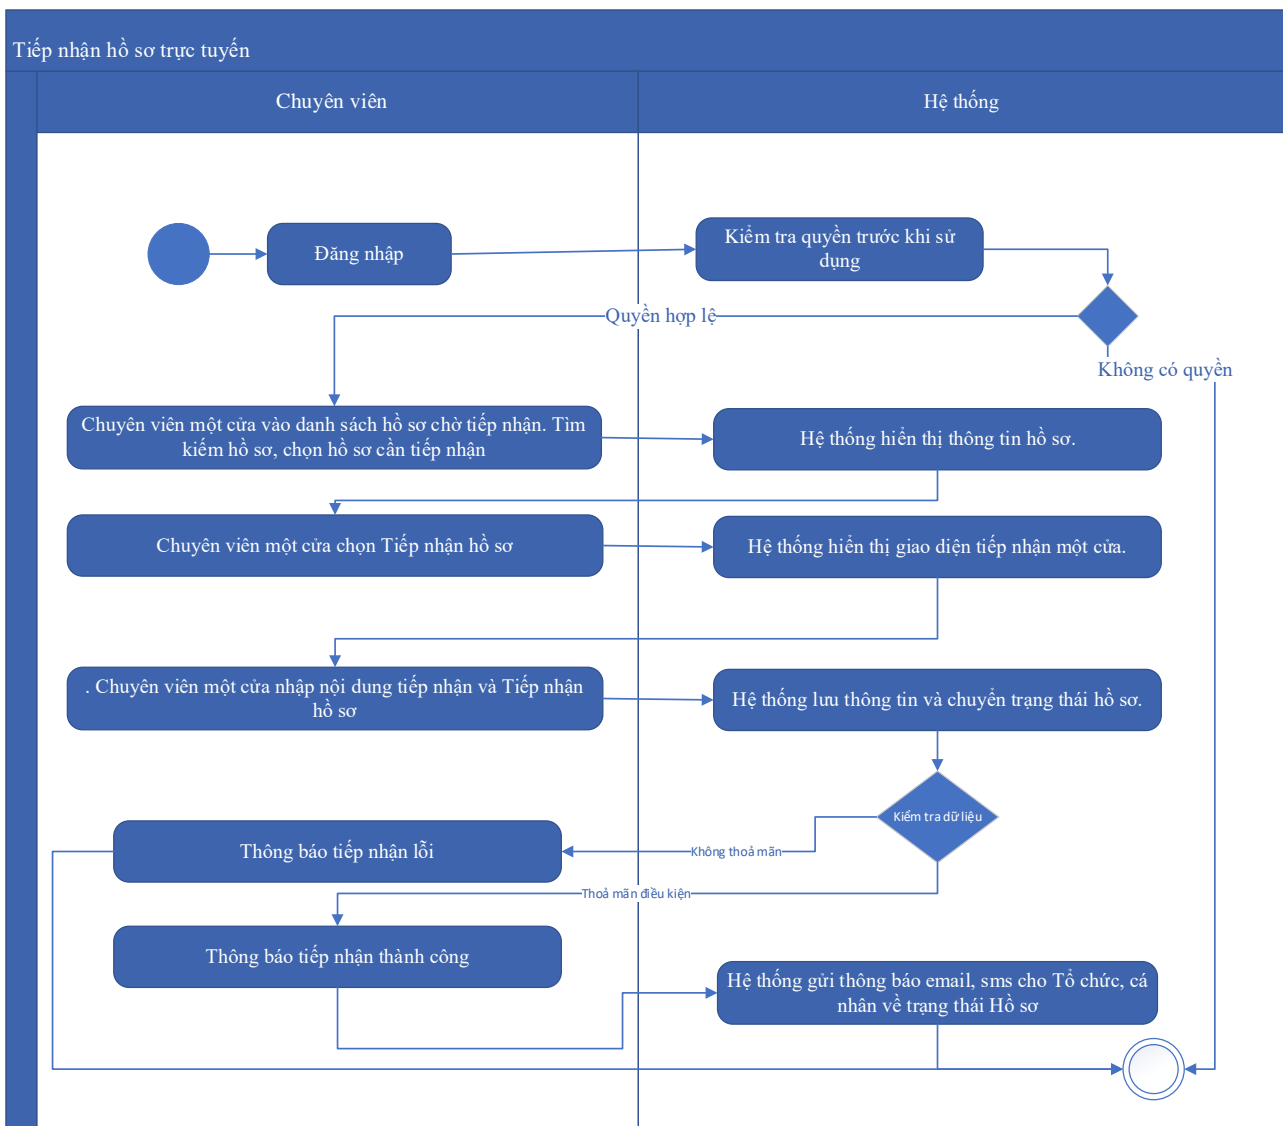 Tiếp nhận hồ sơ trực tuyến
Chuyên viên
Hệ thống
Đăng nhập
Kiểm tra quyền trước khi sử
dụng
Quyền hợp lệ
Không có quyền
Chuyên viên một cửa vào danh sách hồ sơ chờ tiếp nhận. Tìm
kiếm hồ sơ, chọn hồ sơ cần tiếp nhận
Hệ thống hiển thị thông tin hồ sơ.
Chuyên viên một cửa chọn Tiếp nhận hồ sơ
Hệ thống hiển thị giao diện tiếp nhận một cửa.
. Chuyên viên một cửa nhập nội dung tiếp nhận và Tiếp nhận
hồ sơ
Hệ thống lưu thông tin và chuyển trạng thái hồ sơ.
Kiểm tra dữ liệu
Thông báo tiếp nhận lỗi
Không thoả mãn
Thoả mãn điều kiện
Thông báo tiếp nhận thành công
Hệ thống gửi thông báo email, sms cho Tổ chức, cá
nhân về trạng thái Hồ sơ